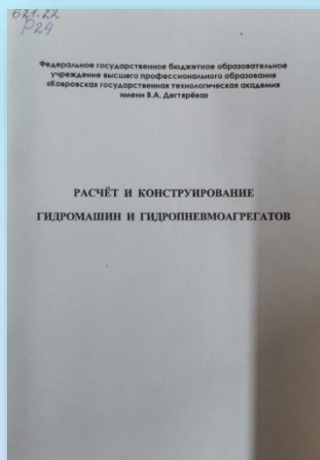 621.22
Р24
Федеральное государственное бюджетное образовательное
учреждение высшего профессионального образования
«Ковровская государственная технологическая академия
имени В.А. Дегтярёва»
РАСЧЁТ И КОНСТРУИРОВАНИЕ
ГИДРОМАШИН И ГИДРОПНЕВМОАГРЕГАТОВ